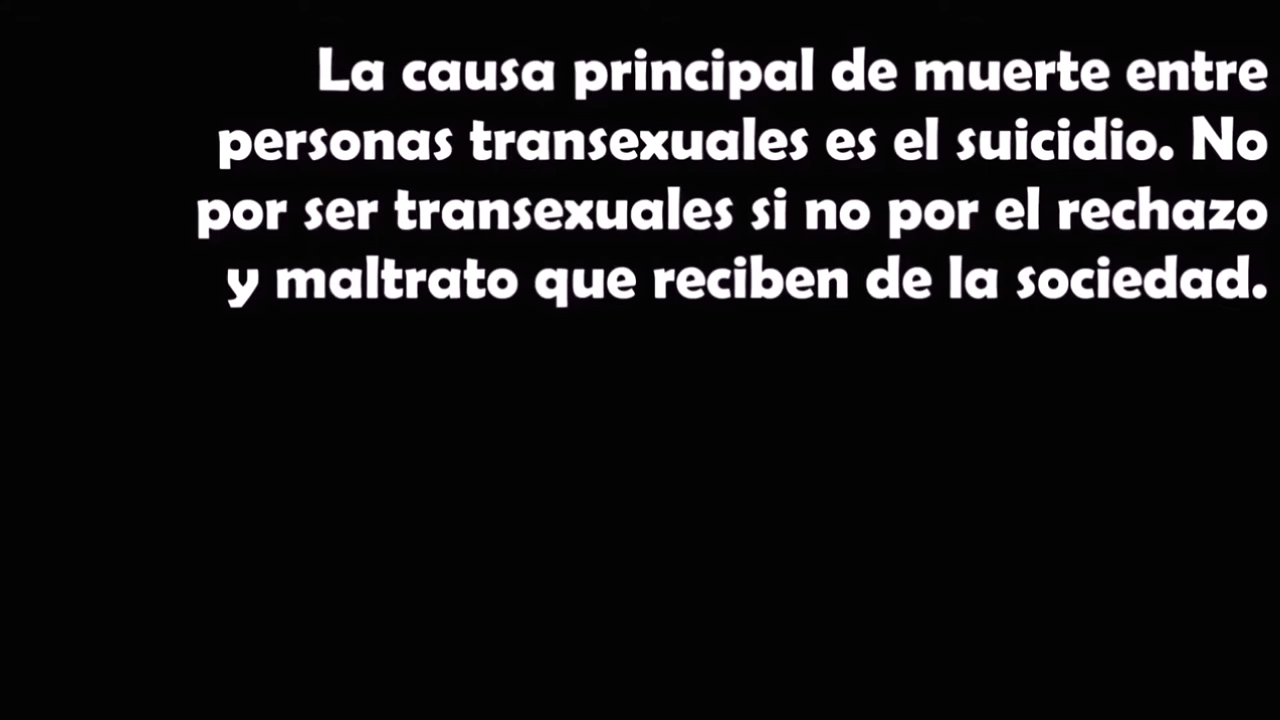 La causa principal de muerte entre
personas transexuales es el suicidio. No
por ser transexuales si no por el rechazo
y maltrato que reciben de la sociedad.